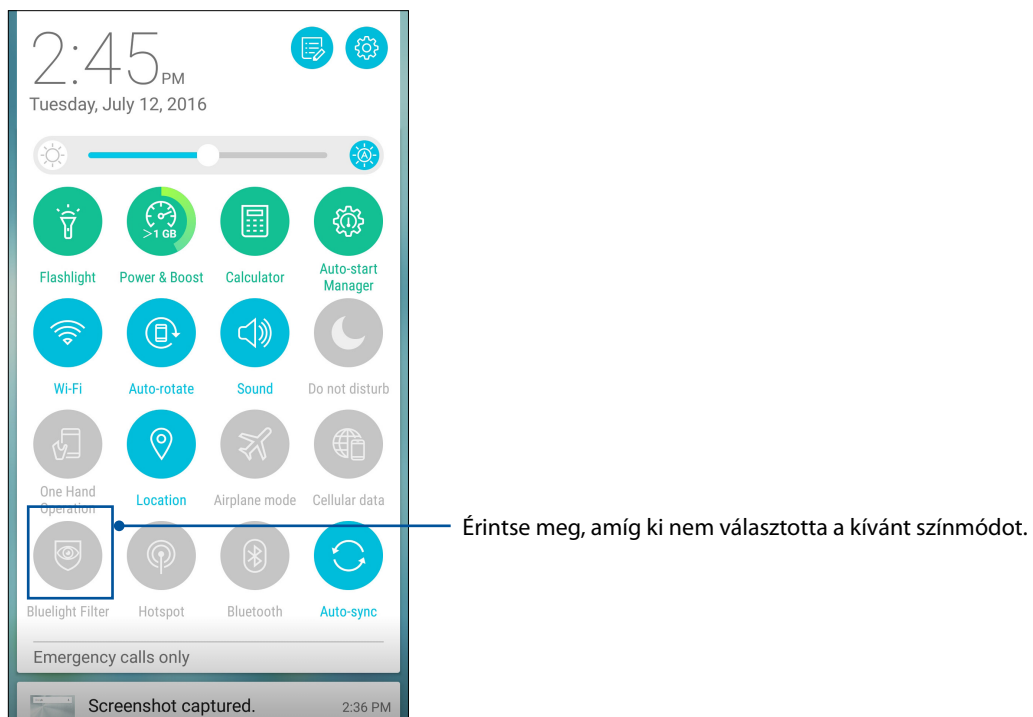 2:45 PM
Tuesday, July 12, 2016
A
>1 GB
Flashlight Power & Boost Calculator Auto-start
Manager
Wi-Fi Auto-rotate Sound Do not disturb
One Hand
Operation Location Airplane mode Cellular data
Érintse meg, amíg ki nem választotta a kívánt színmódot.
Bluelight Filter Hotspot Bluetooth Auto-sync
Emergency calls only
Screenshot captured. 2:36 PM